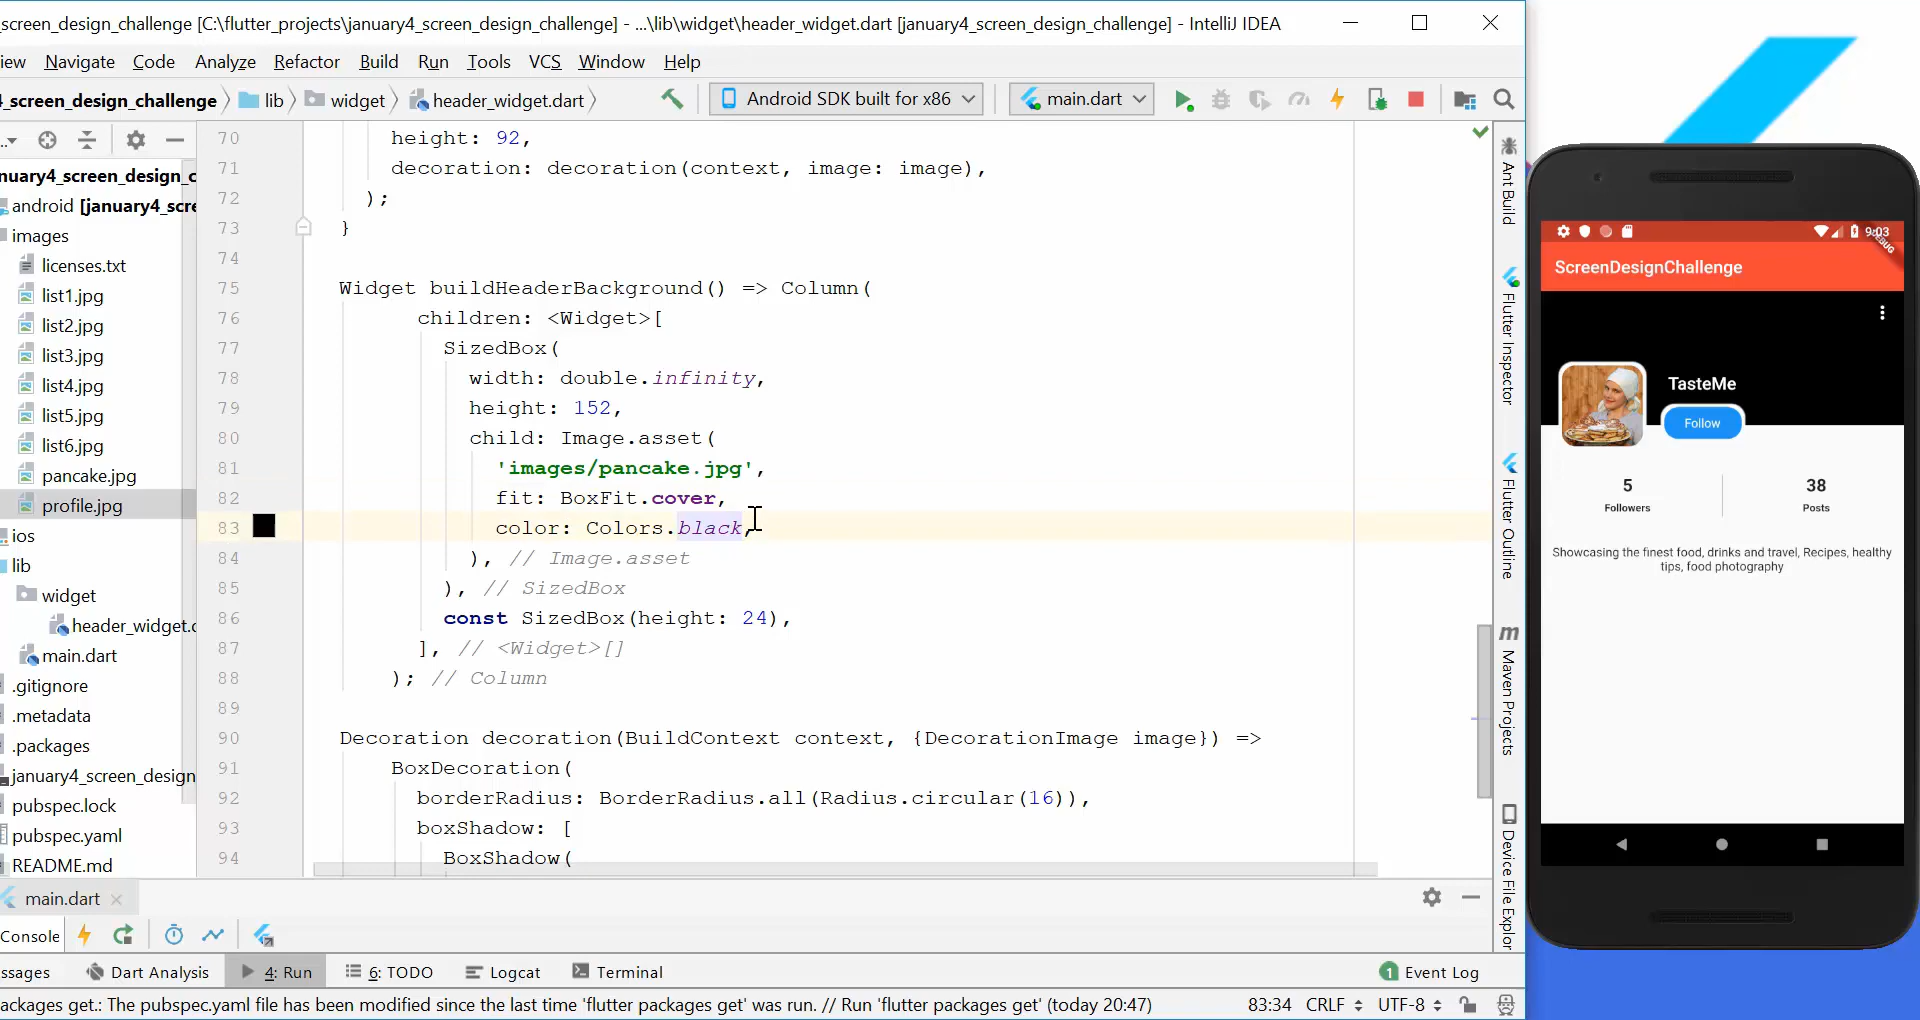 _screen_design_challenge [C:\flutter_projects\january4_screen_design_challenge] - ...\lib\widget\header_widget.dart [january4_screen_design_challenge] - IntelliJ IDEA
iew Navigate Code Analyze Refactor Build Run Tools VCS Window Help
4_screen_design_challenge lib widget header_widget.dart Android SDK built for x86 main.dart
nuary4_screen_design_c
android [january4_scre
images
licenses.txt
list1.jpg
list2.jpg
list3.jpg
list4.jpg
list5.jpg
list6.jpg
pancake.jpg
profile.jpg
ios
lib
widget
header_widget.c
main.dart
.gitignore
.metadata
.packages
january4_screen_design
pubspec.lock
pubspec.yaml
README.md
70 height: 92,
71 decoration: decoration(context, image: image),
72 );
73 }
74
75 Widget buildHeaderBackground() => Column(
76 children: <Widget>[
77 SizedBox(
78 width: double.infinity,
79 height: 152,
80 child: Image.asset(
81 'images/pancake.jpg',
82 fit: BoxFit.cover,
83 color: Colors.black,
84 ), // Image.asset
85 ), // SizedBox
86 const SizedBox(height: 24),
87 ], // <Widget>[]
88 ); // Column
89
90 Decoration decoration(BuildContext context, {DecorationImage image}) =>
91 BoxDecoration(
92 borderRadius: BorderRadius.all(Radius.circular(16)),
93 boxShadow: [
94 BoxShadow(
Ant Build
Flutter Inspector
Flutter Outline
Maven Projects
Device File Explor
main.dart
Console
ssages Dart Analysis 4: Run 6: TODO Logcat Terminal 1 Event Log
ackages get.: The pubspec.yaml file has been modified since the last time 'flutter packages get' was run. // Run 'flutter packages get' (today 20:47) 83:34 CRLF UTF-8
9:03
DEBUG
ScreenDesignChallenge
TasteMe
Follow
5 38
Followers Posts
Showcasing the finest food, drinks and travel, Recipes, healthy
tips, food photography